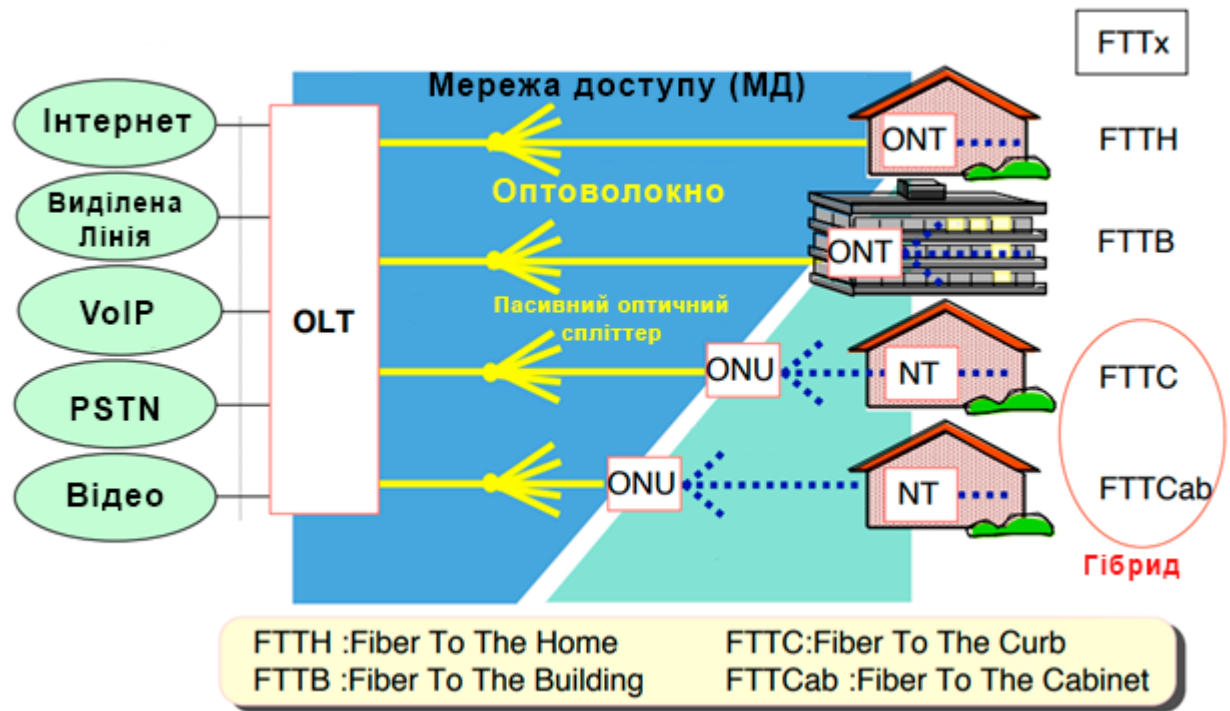 FTTx
Мережа доступу (МД)
Інтернет
ONT
FTTH
Оптоволокно
Виділена
Лінія
ONT
FTTB
VoIP
OLT
Пасивний оптичний
спліттер
ONU
NT
FTTC
PSTN
Відео
ONU
NT
FTTCab
Гібрид
FTTH :Fiber To The Home
FTTC:Fiber To The Curb
FTTB :Fiber To The Building
FTTCab :Fiber To The Cabinet